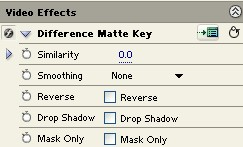 Video Effects
Difference Matte Key
Similarity 0.0
Smoothing None
Reverse Reverse
Drop Shadow Drop Shadow
Mask Only Mask Only